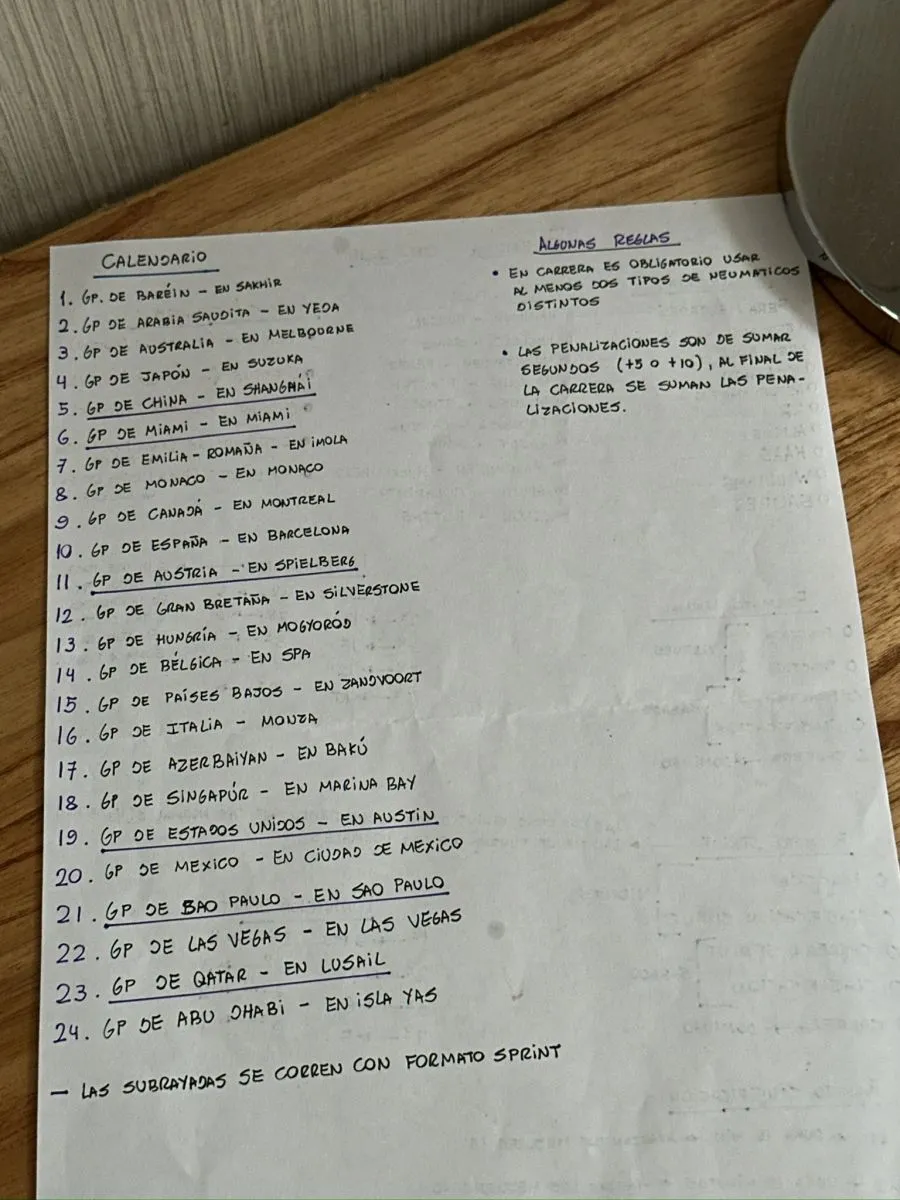 CALENDARIO
1. GP. DE BARÉIN - EN SAKHIR
2. GP DE ARABIA SAUDITA - EN YEDA
3. GP DE AUSTRALIA - EN MELBOURNE
4. GP DE JAPÓN - EN SUZUKA
5. GP DE CHINA - EN SHANGHÁI
6. GP DE MIAMI - EN MIAMI
7. GP DE EMILIA-ROMAÑA - EN IMOLA
8. GP DE MONACO - EN MONACO
9. GP DE CANADÁ - EN MONTREAL
10. GP DE ESPAÑA - EN BARCELONA
11. GP DE AUSTRIA - EN SPIELBERG
12. GP DE GRAN BRETAÑA - EN SILVERSTONE
13. GP DE HUNGRÍA - EN MOGYORÓD
14. GP DE BÉLGICA - EN SPA
15. GP DE PAÍSES BAJOS - EN ZANDVOORT
16. GP DE ITALIA - MONZA
17. GP DE AZERBAIYAN - EN BAKÚ
18. GP DE SINGAPÚR - EN MARINA BAY
19. GP DE ESTADOS UNIDOS - EN AUSTIN
20. GP DE MEXICO - EN CIUDAD DE MEXICO
21. GP DE SAO PAULO - EN SAO PAULO
22. GP DE LAS VEGAS - EN LAS VEGAS
23. GP DE QATAR - EN LUSAIL
24. GP DE ABU DHABI - EN ISLA YAS
- LAS SUBRAYADAS SE CORREN CON FORMATO SPRINT
ALGUNAS REGLAS
• EN CARRERA ES OBLIGATORIO USAR
AL MENOS DOS TIPOS DE NEUMATICOS
DISTINTOS
• LAS PENALIZACIONES SON DE SUMAR
SEGUNDOS (+5 O +10), AL FINAL DE
LA CARRERA SE SUMAN LAS PENA-
LIZACIONES.